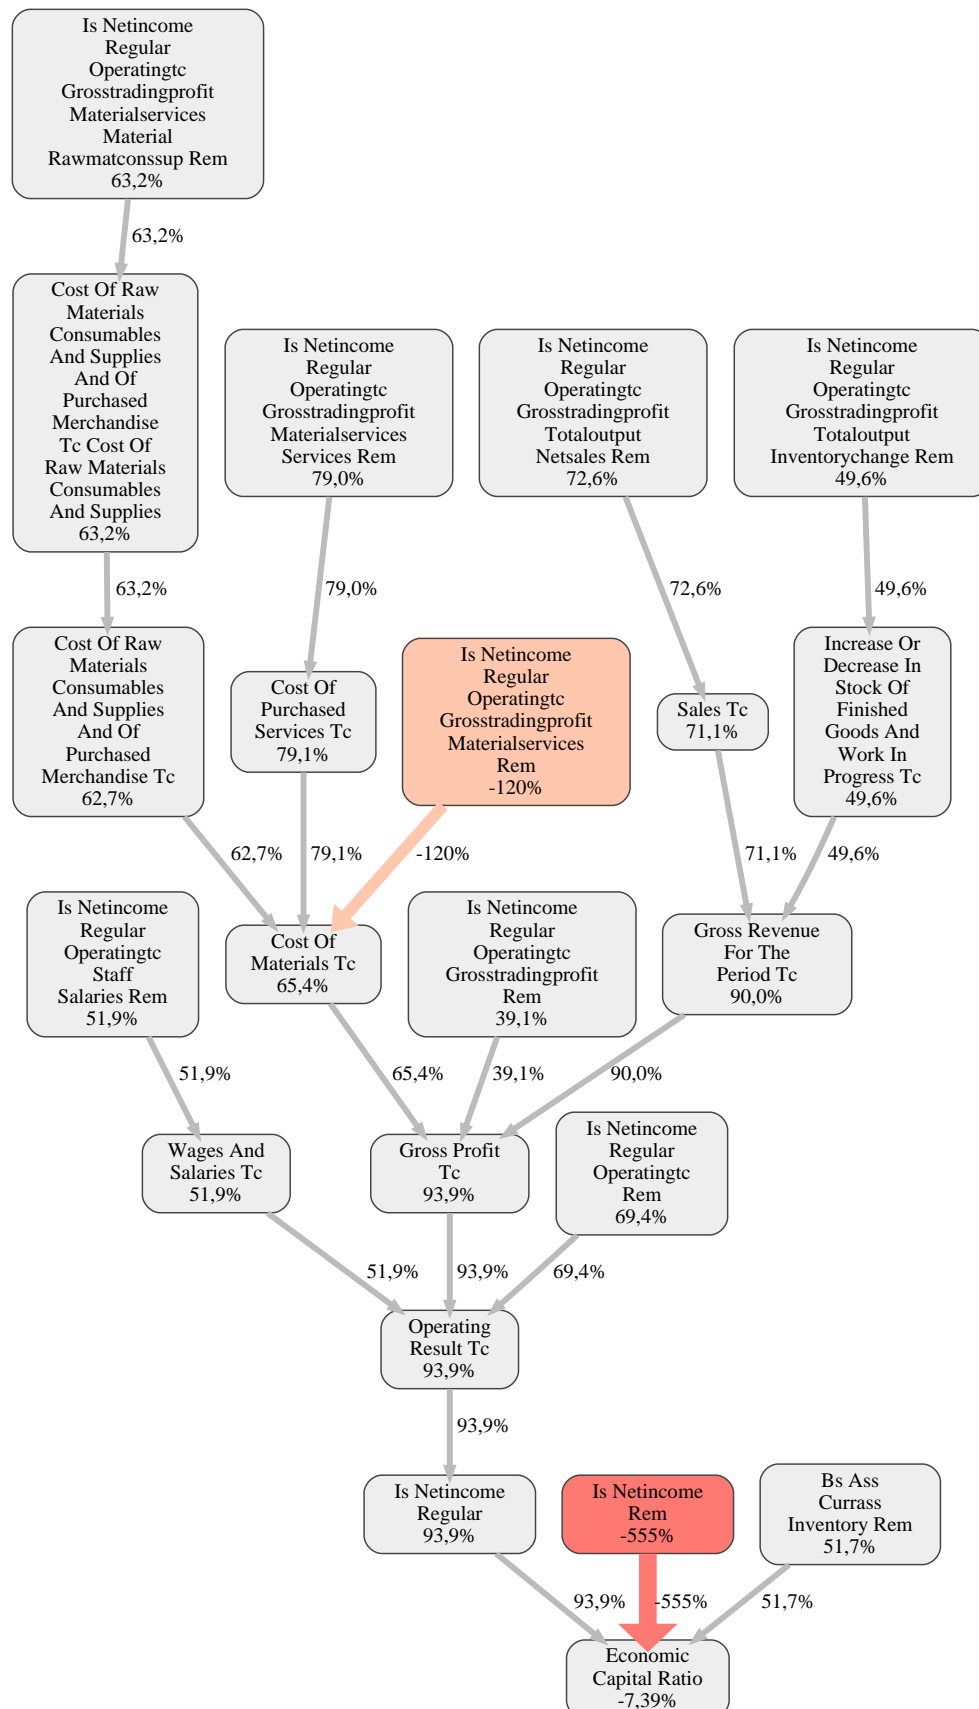 Is Netincome
Regular
Operatingtc
Grosstradingprofit
Materialservices
Material
Rawmatconssup Rem
63,2%
63,2%
Cost Of Raw
Materials
Consumables
And Supplies
And Of
Purchased
Merchandise
Tc Cost Of
Raw Materials
Consumables
And Supplies
63,2%
Is Netincome
Regular
Operatingtc
Grosstradingprofit
Materialservices
Services Rem
79,0%
Is Netincome
Regular
Operatingtc
Grosstradingprofit
Totaloutput
Netsales Rem
72,6%
Is Netincome
Regular
Operatingtc
Grosstradingprofit
Totaloutput
Inventorychange Rem
49,6%
63,2%
79,0%
72,6%
49,6%
Cost Of Raw
Materials
Consumables
And Supplies
And Of
Purchased
Merchandise Tc
62,7%
Cost Of
Purchased
Services Tc
79,1%
Is Netincome
Regular
Operatingtc
Grosstradingprofit
Materialservices
Rem
-120%
Sales Tc
71,1%
Increase Or
Decrease In
Stock Of
Finished
Goods And
Work In
Progress Tc
49,6%
62,7%
79,1%
-120%
71,1%
49,6%
Is Netincome
Regular
Operatingtc
Staff
Salaries Rem
51,9%
Cost Of
Materials Tc
65,4%
Is Netincome
Regular
Operatingtc
Grosstradingprofit
Rem
39,1%
Gross Revenue
For The
Period Tc
90,0%
51,9%
65,4%
39,1%
90,0%
Wages And
Salaries Tc
51,9%
Gross Profit
Tc
93,9%
Is Netincome
Regular
Operatingtc
Rem
69,4%
51,9%
93,9%
69,4%
Operating
Result Tc
93,9%
93,9%
Is Netincome
Regular
93,9%
Is Netincome
Rem
-555%
Bs Ass
Currass
Inventory Rem
51,7%
93,9%
-555%
51,7%
Economic
Capital Ratio
-7,39%